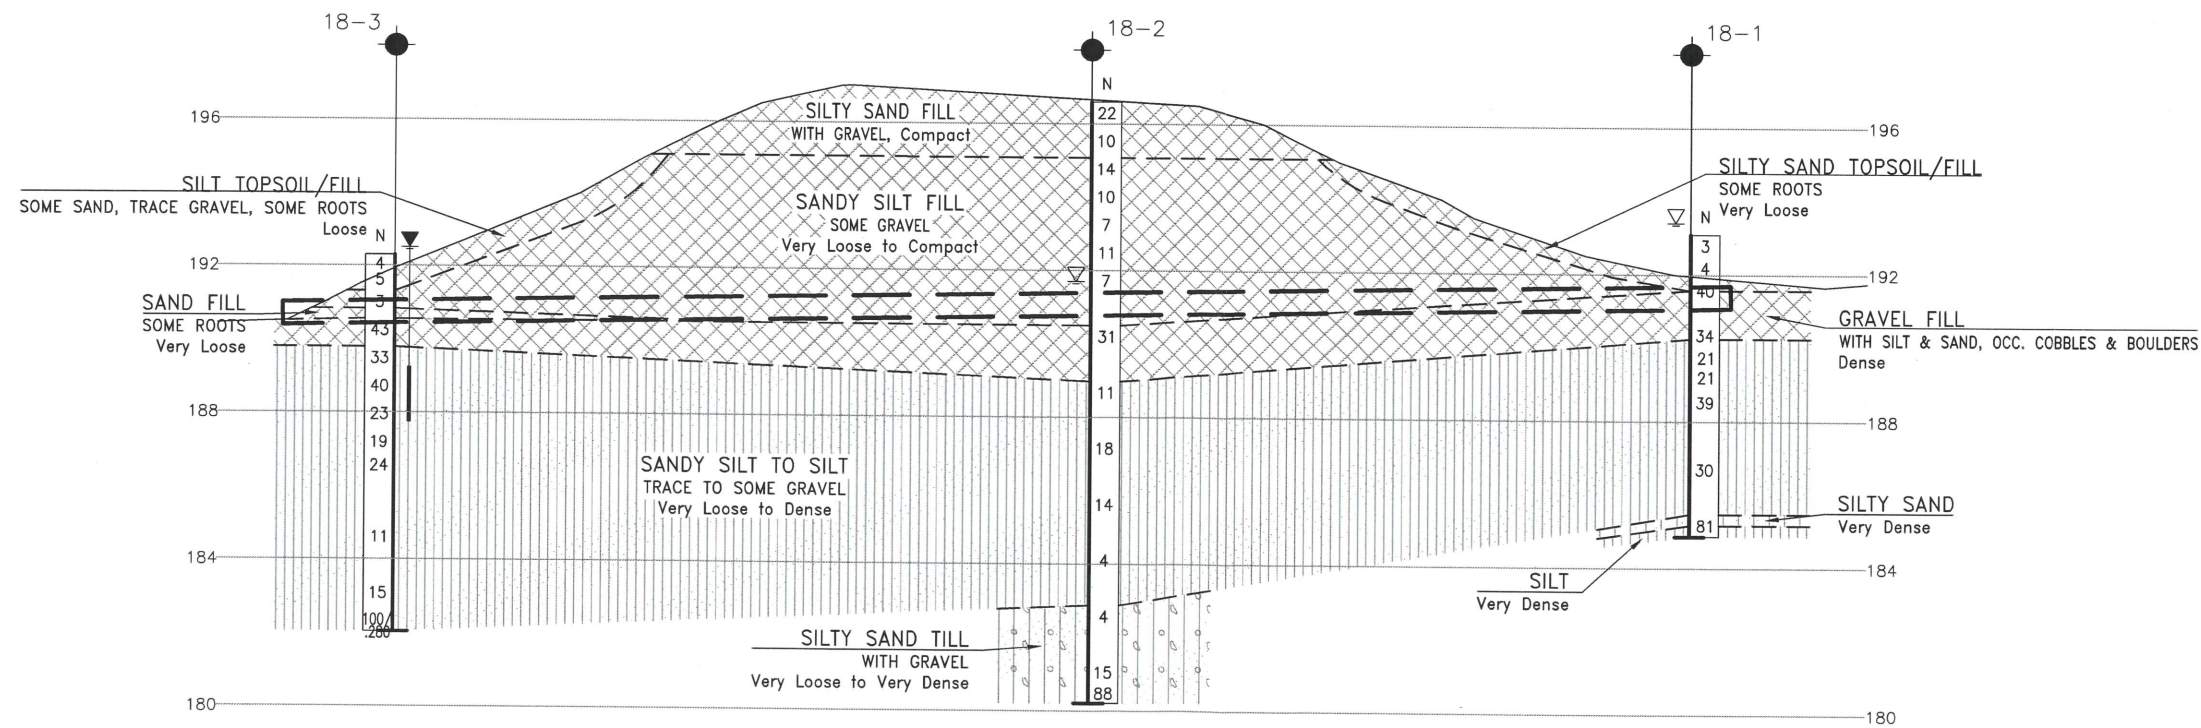 18-3
18-2
18-1
N
22
10
14
10
7
11
7
31
11
18
14
4
4
15
88
196
196
SILTY SAND FILL
WITH GRAVEL, Compact
SILT TOPSOIL/FILL
SOME SAND, TRACE GRAVEL, SOME ROOTS
Loose
SANDY SILT FILL
SOME GRAVEL
Very Loose to Compact
SILTY SAND TOPSOIL/FILL
SOME ROOTS
Very Loose
N
4
5
3
43
33
40
23
19
24
11
15
100/
.280
N
3
4
40
34
21
21
39
30
81
192
192
SAND FILL
SOME ROOTS
Very Loose
GRAVEL FILL
WITH SILT & SAND, OCC. COBBLES & BOULDERS
Dense
188
188
SANDY SILT TO SILT
TRACE TO SOME GRAVEL
Very Loose to Dense
SILTY SAND
Very Dense
184
184
SILT
Very Dense
SILTY SAND TILL
WITH GRAVEL
Very Loose to Very Dense
180
180